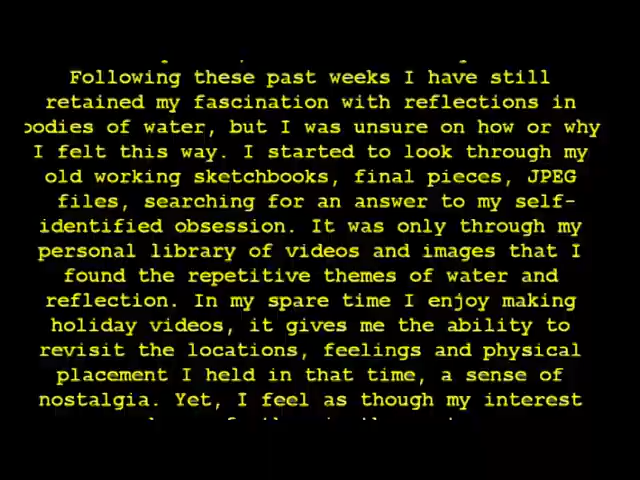 Following these past weeks I have still
retained my fascination with reflections in
bodies of water, but I was unsure on how or why
I felt this way. I started to look through my
old working sketchbooks, final pieces, JPEG
files, searching for an answer to my self-
identified obsession. It was only through my
personal library of videos and images that I
found the repetitive themes of water and
reflection. In my spare time I enjoy making
holiday videos, it gives me the ability to
revisit the locations, feelings and physical
placement I held in that time, a sense of
nostalgia. Yet, I feel as though my interest